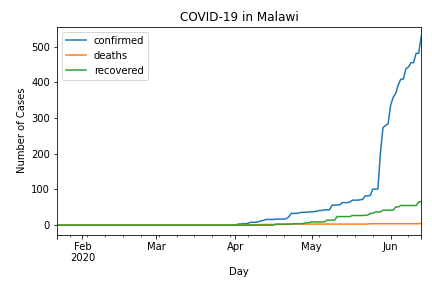 COVID-19 in Malawi
confirmed
deaths
recovered
Number of Cases
500
400
300
200
100
0
Feb
2020
Mar
Apr
May
Jun
Day